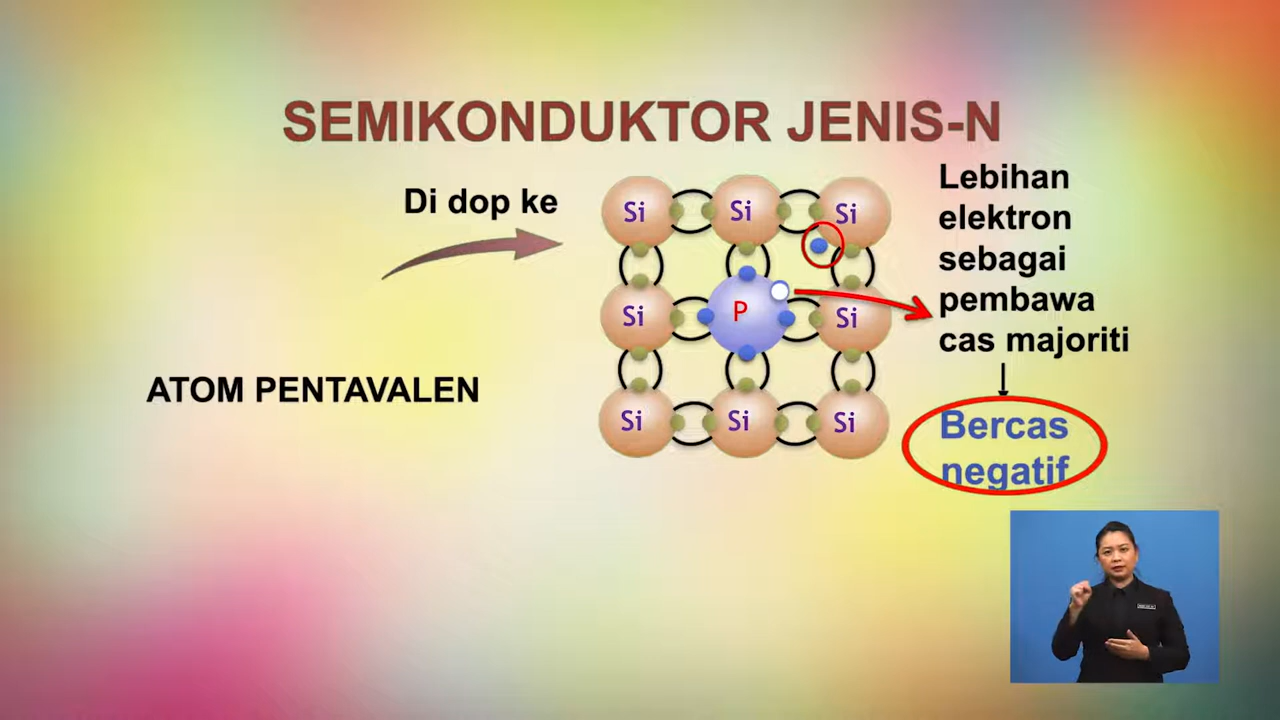 SEMIKONDUKTOR JENIS-N
Di dop ke
ATOM PENTAVALEN
Si Si Si
Si P Si
Si Si Si
Lebihan
elektron
sebagai
pembawa
cas majoriti
Bercas
negatif